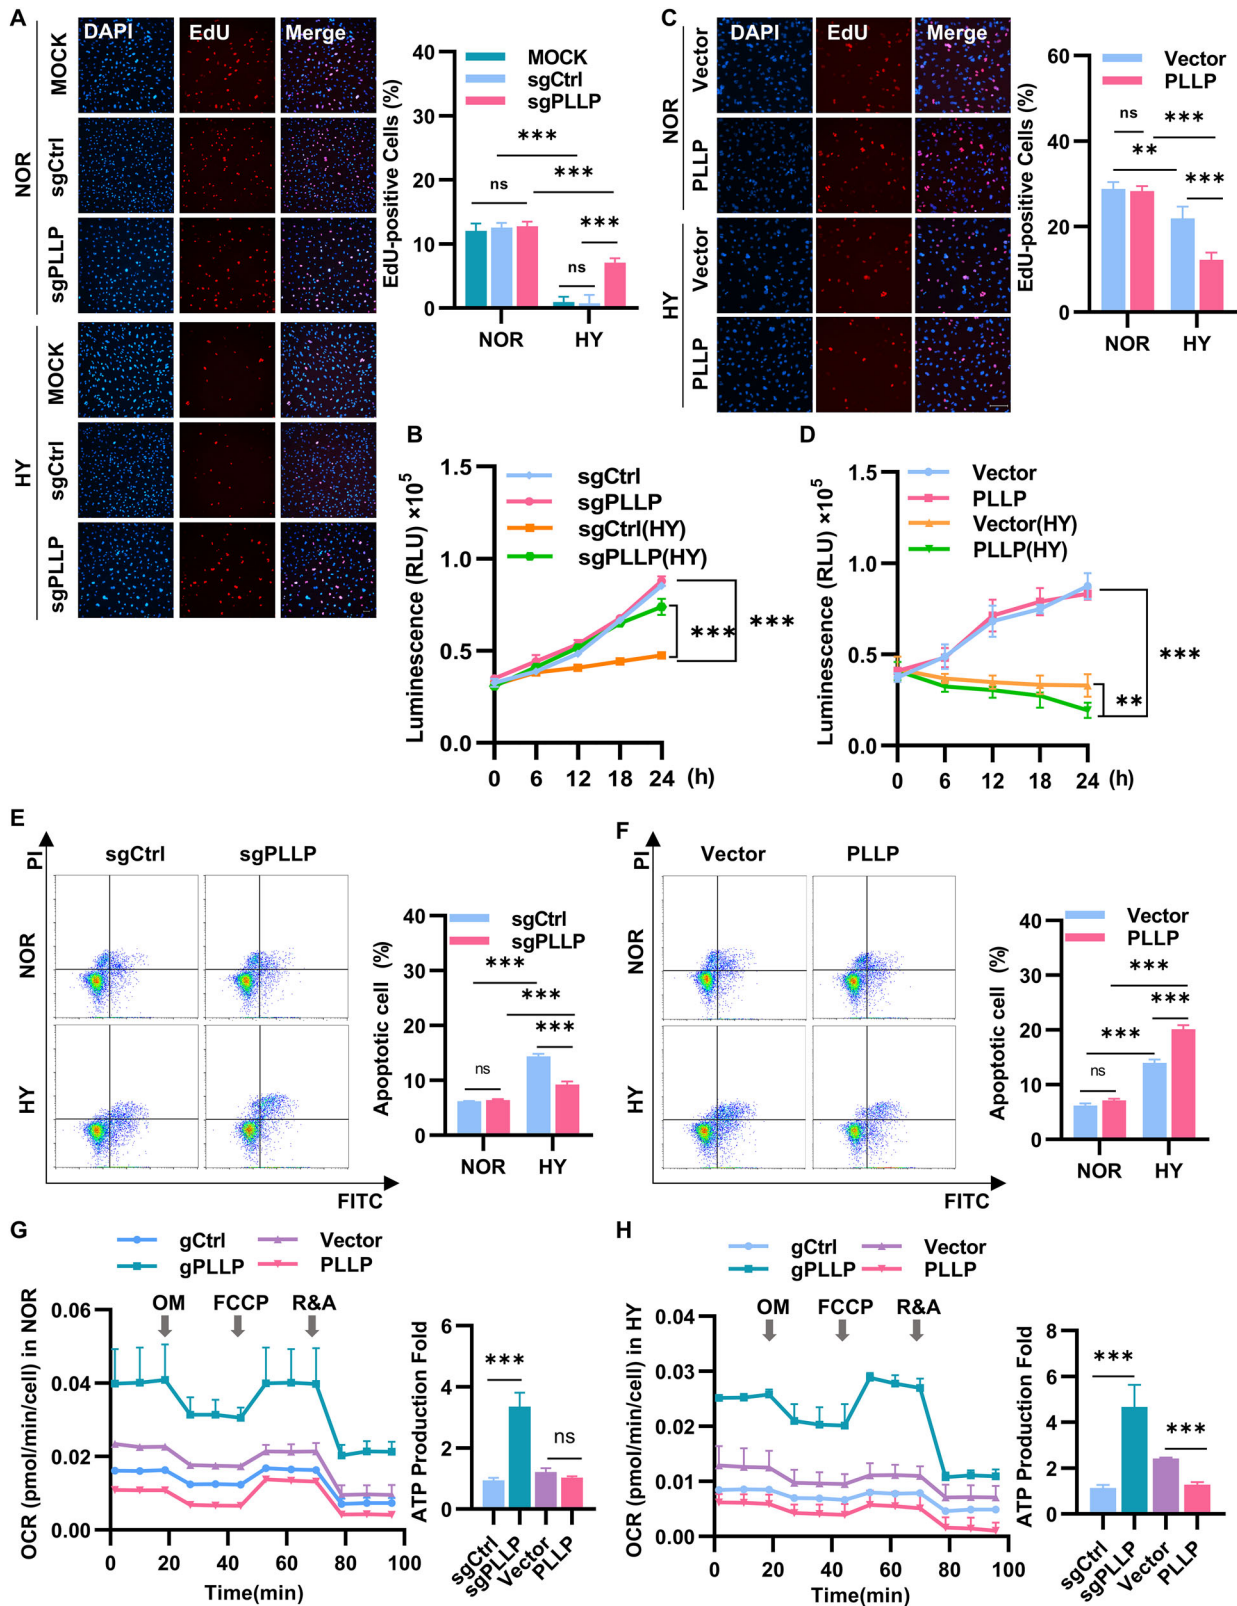 A
DAPI EdU Merge
NOR
MOCK
sgCtrl
sgPLLP
HY
MOCK
sgCtrl
sgPLLP
EdU-positive Cells (%)
40
30
20
10
0
MOCK
sgCtrl
sgPLLP
***
***
ns
***
ns
NOR HY
C
DAPI EdU Merge
NOR
Vector
PLLP
HY
Vector
PLLP
EdU-positive Cells (%)
60
40
20
0
Vector
PLLP
ns
***
**
***
NOR HY
B
Luminescence (RLU) ×10⁵
1.5
1.0
0.5
0.0
sgCtrl
sgPLLP
sgCtrl(HY)
sgPLLP(HY)
***
***
0 6 12 18 24 (h)
D
Luminescence (RLU) ×10⁵
1.5
1.0
0.5
0.0
Vector
PLLP
Vector(HY)
PLLP(HY)
***
**
0 6 12 18 24 (h)
E
PI
sgCtrl sgPLLP
NOR
HY
FITC
Apoptotic cell (%)
40
30
20
10
0
sgCtrl
sgPLLP
***
***
***
ns
NOR HY
F
PI
Vector PLLP
NOR
HY
FITC
Apoptotic cell (%)
40
30
20
10
0
Vector
PLLP
***
***
***
ns
NOR HY
G
gCtrl Vector
gPLLP PLLP
OCR (pmol/min/cell) in NOR
0.06
0.04
0.02
0.00
OM FCCP R&A
0 20 40 60 80 100
Time(min)
ATP Production Fold
6
4
2
0
***
ns
sgCtrl
sgPLLP
Vector
PLLP
H
gCtrl Vector
gPLLP PLLP
OCR (pmol/min/cell) in HY
0.04
0.03
0.02
0.01
0.00
OM FCCP R&A
0 20 40 60 80 100
Time(min)
ATP Production Fold
8
6
4
2
0
***
***
sgCtrl
sgPLLP
Vector
PLLP